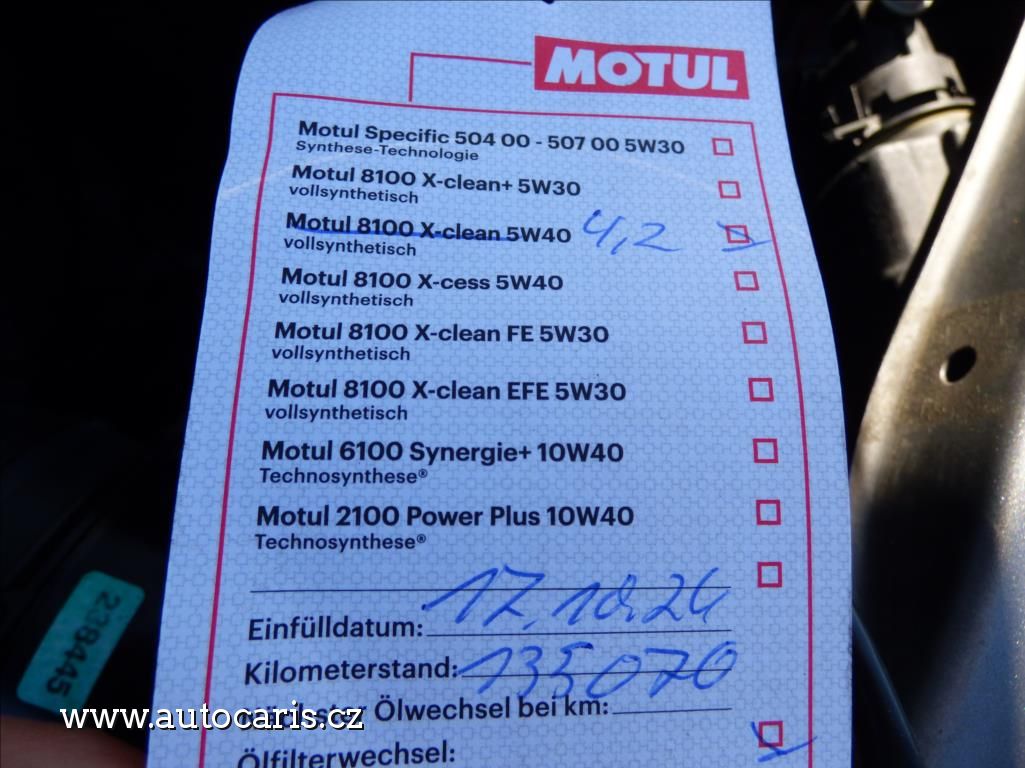 MOTUL
Motul Specific 504 00 - 507 00 5W30
Synthese-Technologie
Motul 8100 X-clean+ 5W30
vollsynthetisch
Motul 8100 X-clean 5W40 4,2
vollsynthetisch
Motul 8100 X-cess 5W40
vollsynthetisch
Motul 8100 X-clean FE 5W30
vollsynthetisch
Motul 8100 X-clean EFE 5W30
vollsynthetisch
Motul 6100 Synergie+ 10W40
Technosynthese®
Motul 2100 Power Plus 10W40
Technosynthese®
Einfülldatum: 17.10.24
Kilometerstand: 135070
Ölwechsel bei km:
Ölfilterwechsel:
238445
www.autocaris.cz